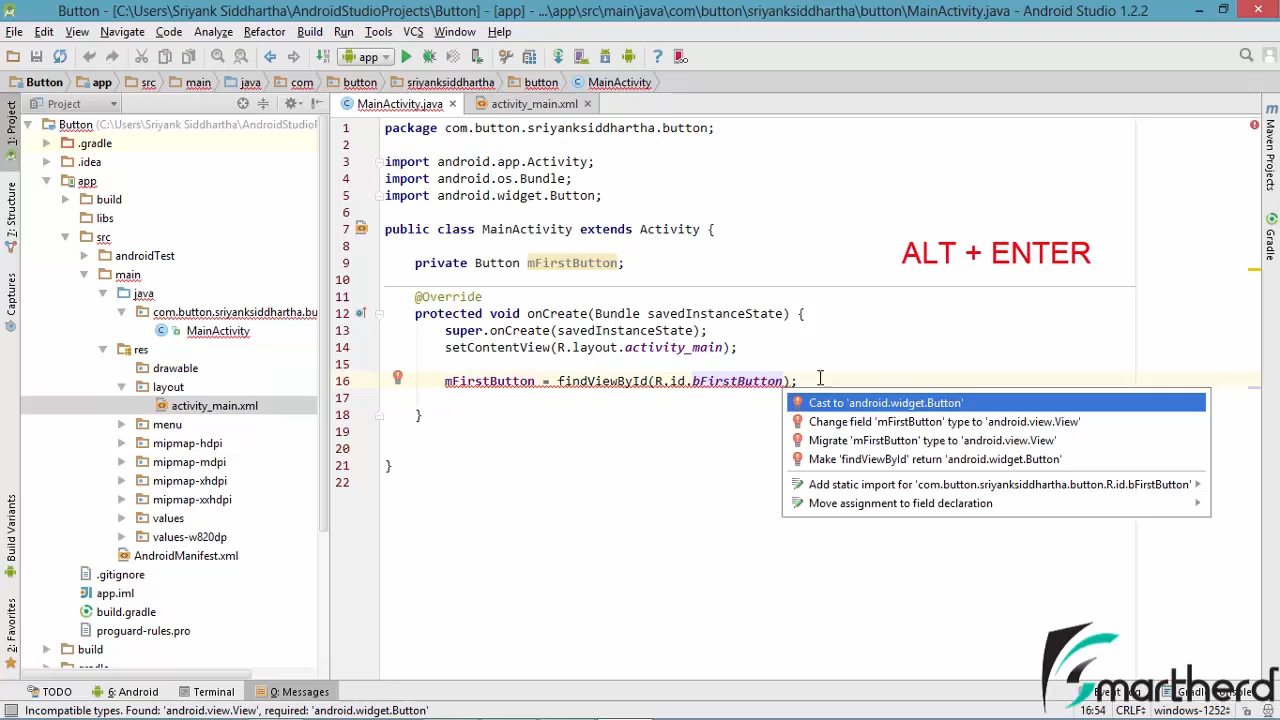 Button - [C:\Users\Sriyank Siddhartha\AndroidStudioProjects\Button] - [app] - ...\app\src\main\java\com\button\sriyanksiddhartha\button\MainActivity.java - Android Studio 1.2.2
File Edit View Navigate Code Analyze Refactor Build Run Tools VCS Window Help
app
Button app src main java com button sriyanksiddhartha button MainActivity
Project
MainActivity.java
activity_main.xml
1: Project
7: Structure
Captures
Build Variants
2: Favorites
Maven Projects
Gradle
Button (C:\Users\Sriyank Siddhartha\AndroidStudioProj
.gradle
.idea
app
build
libs
src
androidTest
main
java
com.button.sriyanksiddhartha.bu
MainActivity
res
drawable
layout
activity_main.xml
menu
mipmap-hdpi
mipmap-mdpi
mipmap-xhdpi
mipmap-xxhdpi
values
values-w820dp
AndroidManifest.xml
.gitignore
app.iml
build.gradle
proguard-rules.pro
build
gradle
1 package com.button.sriyanksiddhartha.button;
2
3 import android.app.Activity;
4 import android.os.Bundle;
5 import android.widget.Button;
6
7 public class MainActivity extends Activity {
8
9 private Button mFirstButton;
10
11 @Override
12 protected void onCreate(Bundle savedInstanceState) {
13 super.onCreate(savedInstanceState);
14 setContentView(R.layout.activity_main);
15
16 mFirstButton = findViewById(R.id.bFirstButton);
17
18 }
19
20
21 }
22
ALT + ENTER
Cast to 'android.widget.Button'
Change field 'mFirstButton' type to 'android.view.View'
Migrate 'mFirstButton' type to 'android.view.View'
Make 'findViewById' return 'android.widget.Button'
Add static import for 'com.button.sriyanksiddhartha.button.R.id.bFirstButton'
Move assignment to field declaration
smartherd
TODO 6: Android Terminal 0: Messages
Incompatible types. Found: 'android.view.View', required: 'android.widget.Button'
16:54 CRLF windows-1252